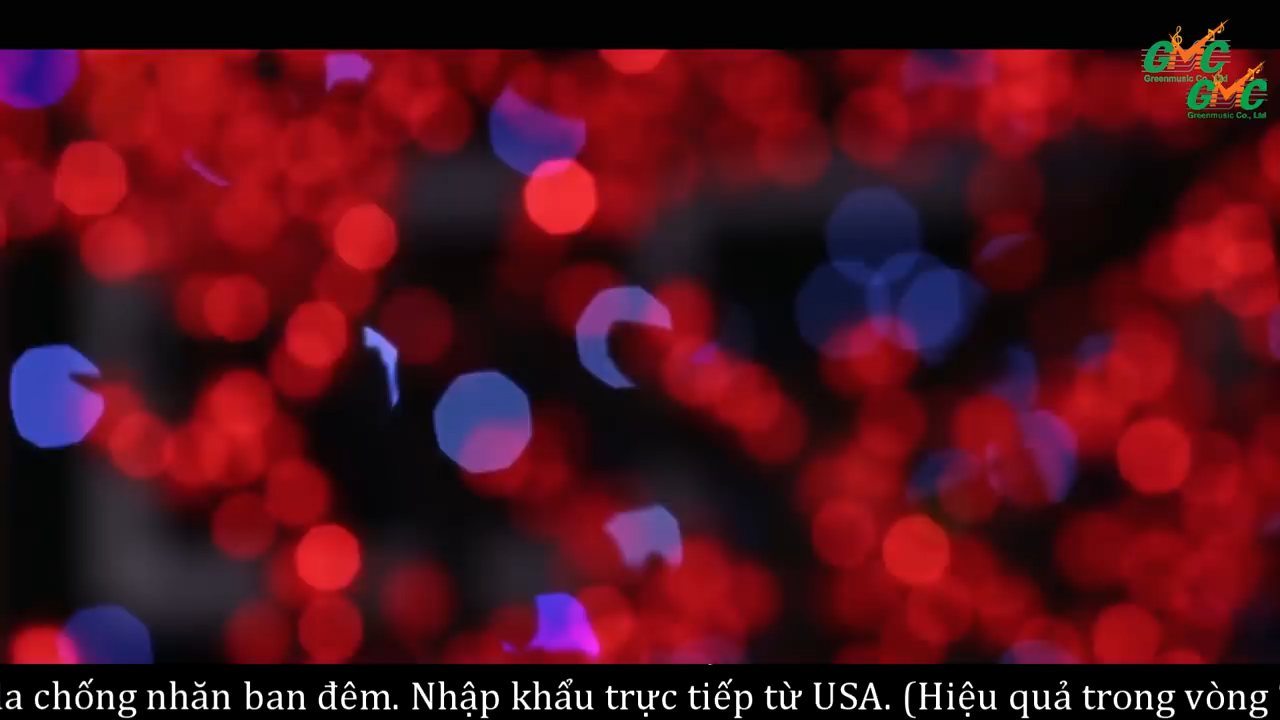 GMC
Greenmusic Co., Ltd
GMC
Greenmusic Co., Ltd
da chống nhăn ban đêm. Nhập khẩu trực tiếp từ USA. (Hiệu quả trong vòng